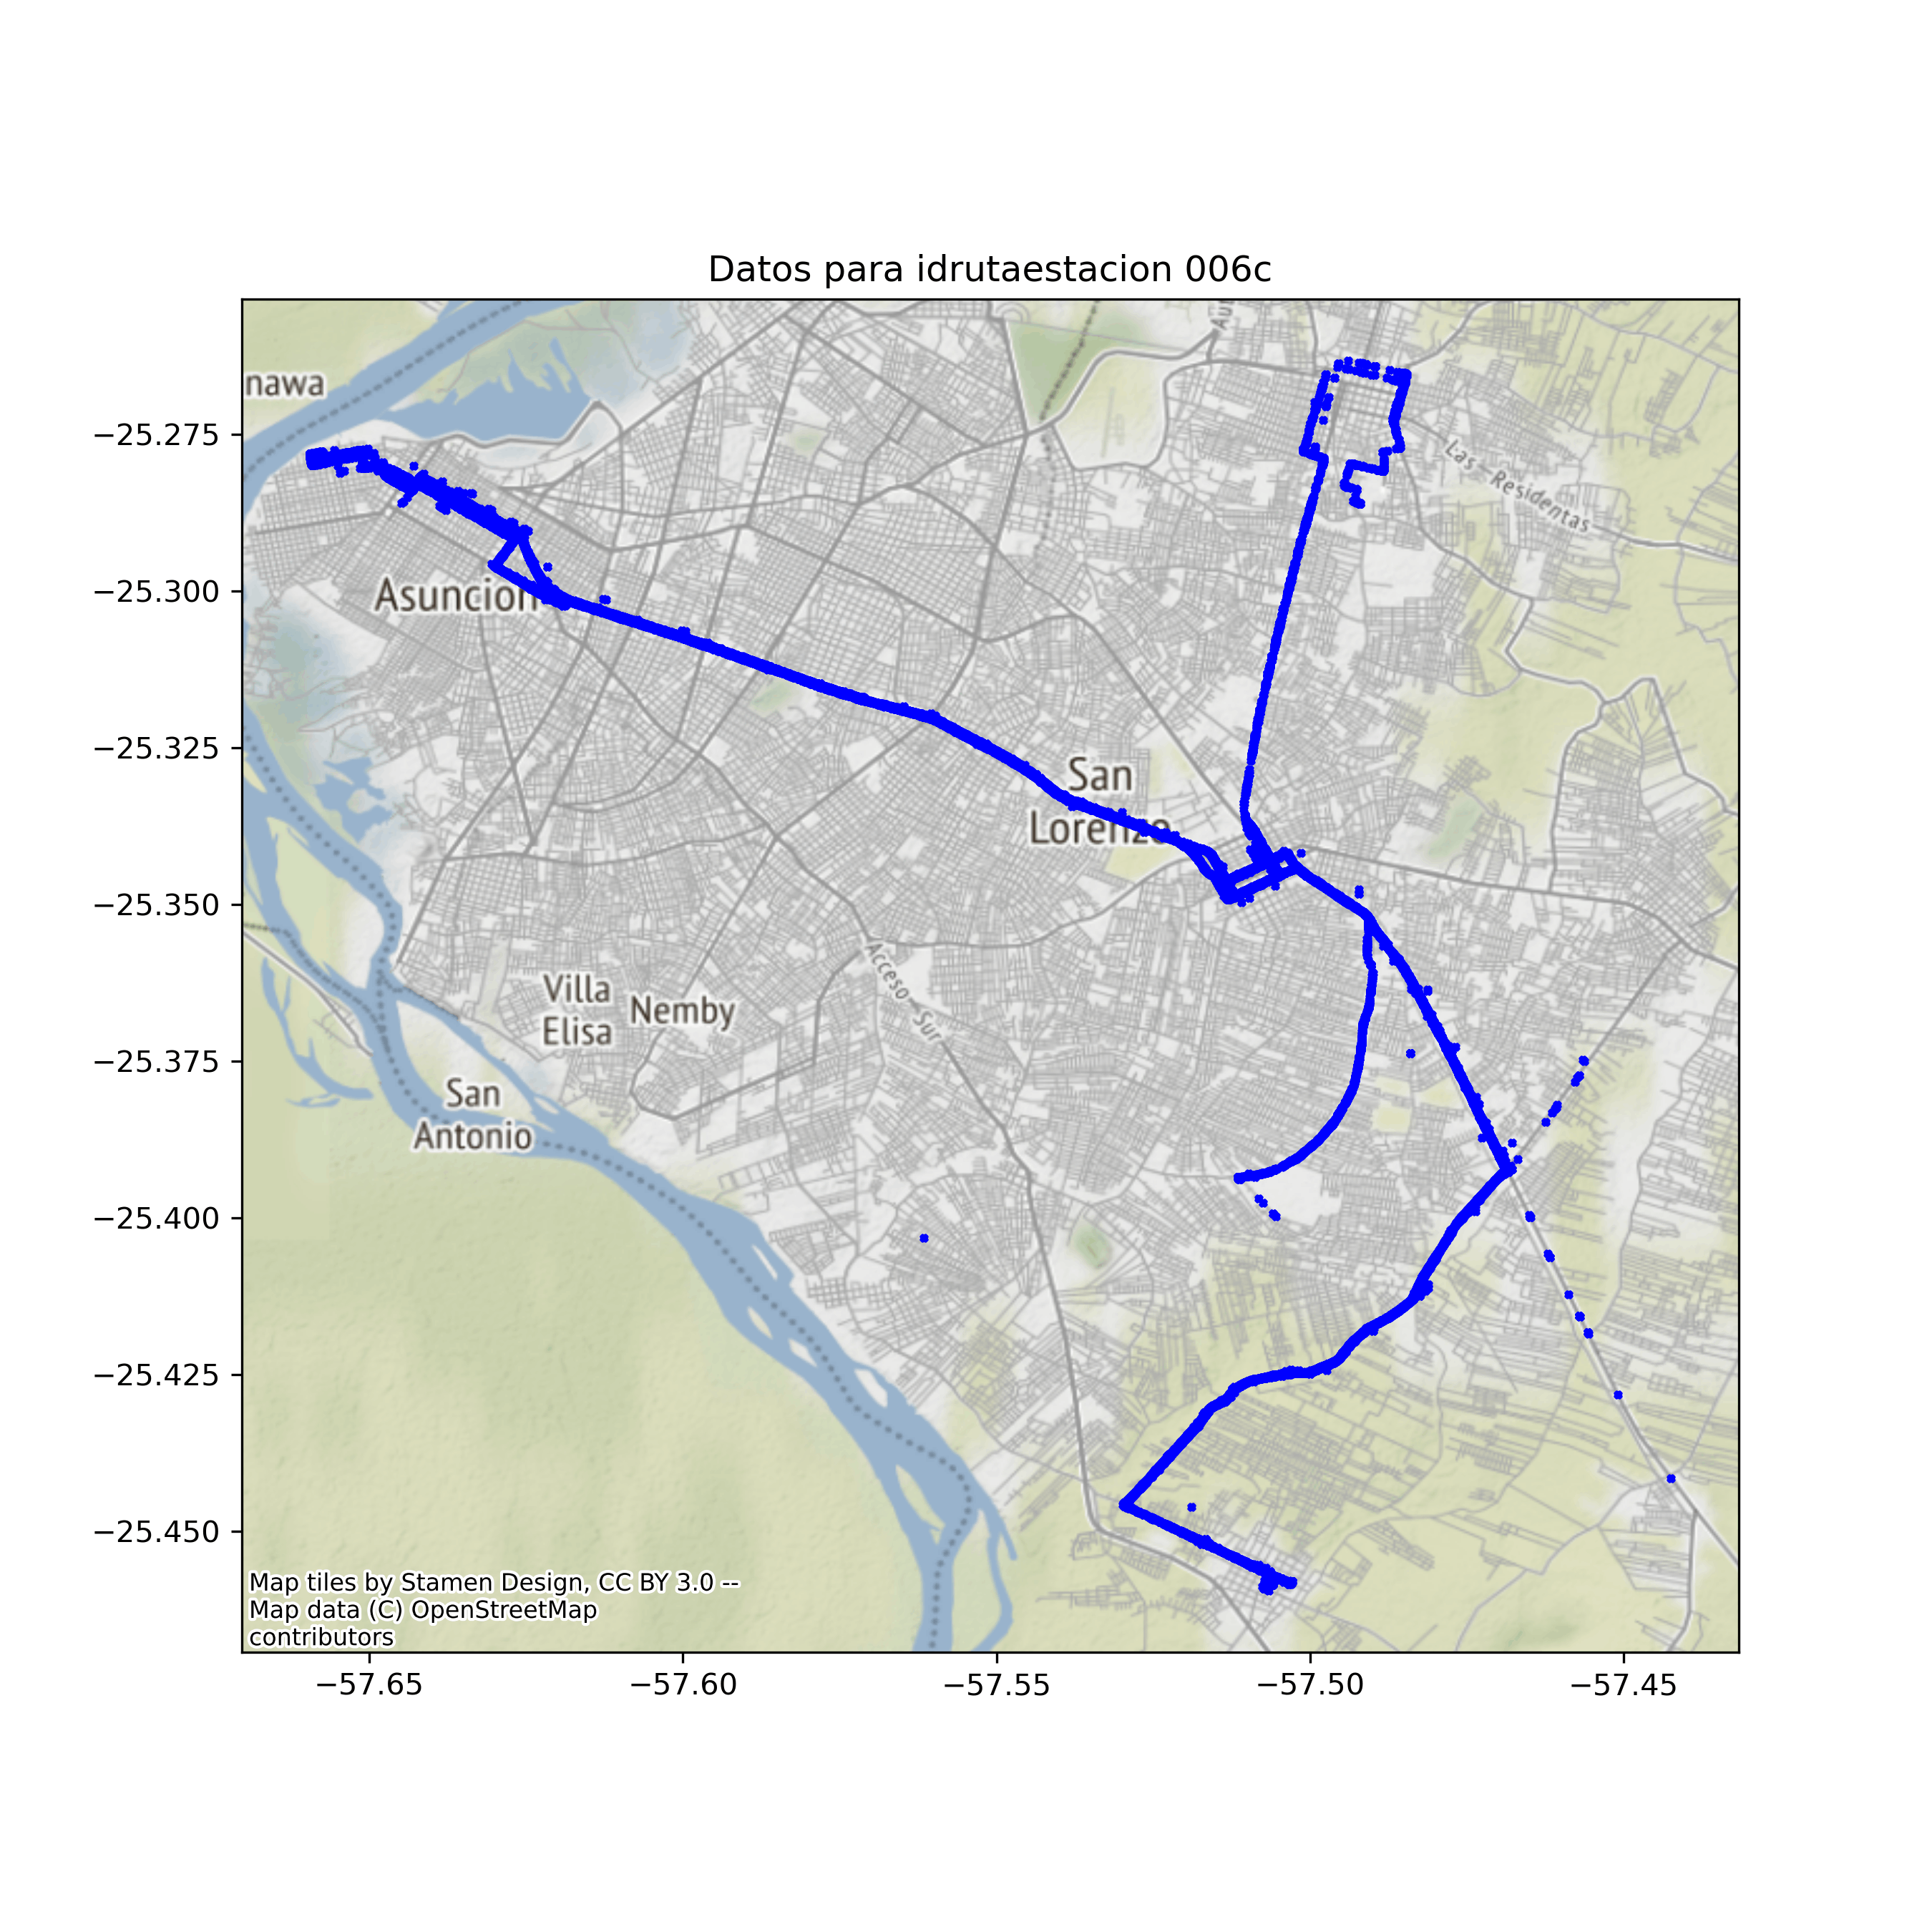 Datos para idrutaestacion 006c
Au
nawa
−25.275
Las Residentas
−25.300
Asuncion
−25.325
San
Lorenzo
−25.350
Acceso Sur
Villa
Elisa
Nemby
−25.375
San
Antonio
−25.400
−25.425
−25.450
Map tiles by Stamen Design, CC BY 3.0 --
Map data (C) OpenStreetMap
contributors
−57.65
−57.60
−57.55
−57.50
−57.45